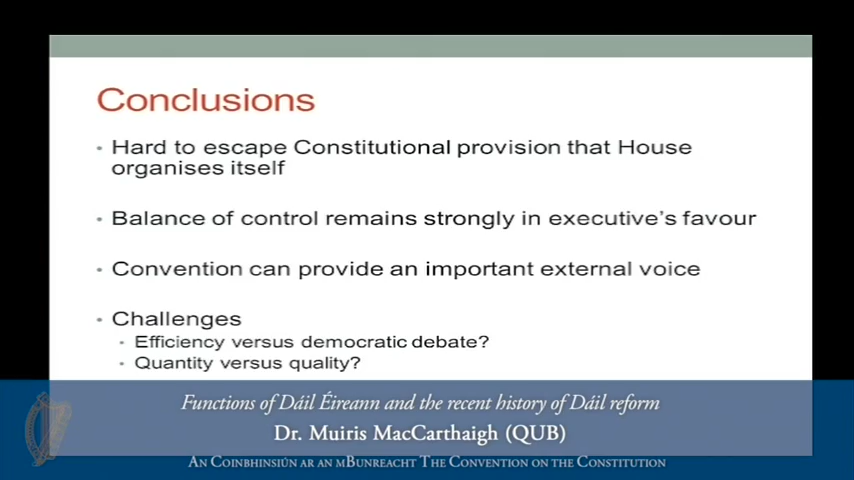 Conclusions
• Hard to escape Constitutional provision that House
organises itself
• Balance of control remains strongly in executive's favour
• Convention can provide an important external voice
• Challenges
• Efficiency versus democratic debate?
• Quantity versus quality?
Functions of Dáil Éireann and the recent history of Dáil reform
Dr. Muiris MacCarthaigh (QUB)
An Coinbhinsiún ar an mBunreacht The Convention on the Constitution